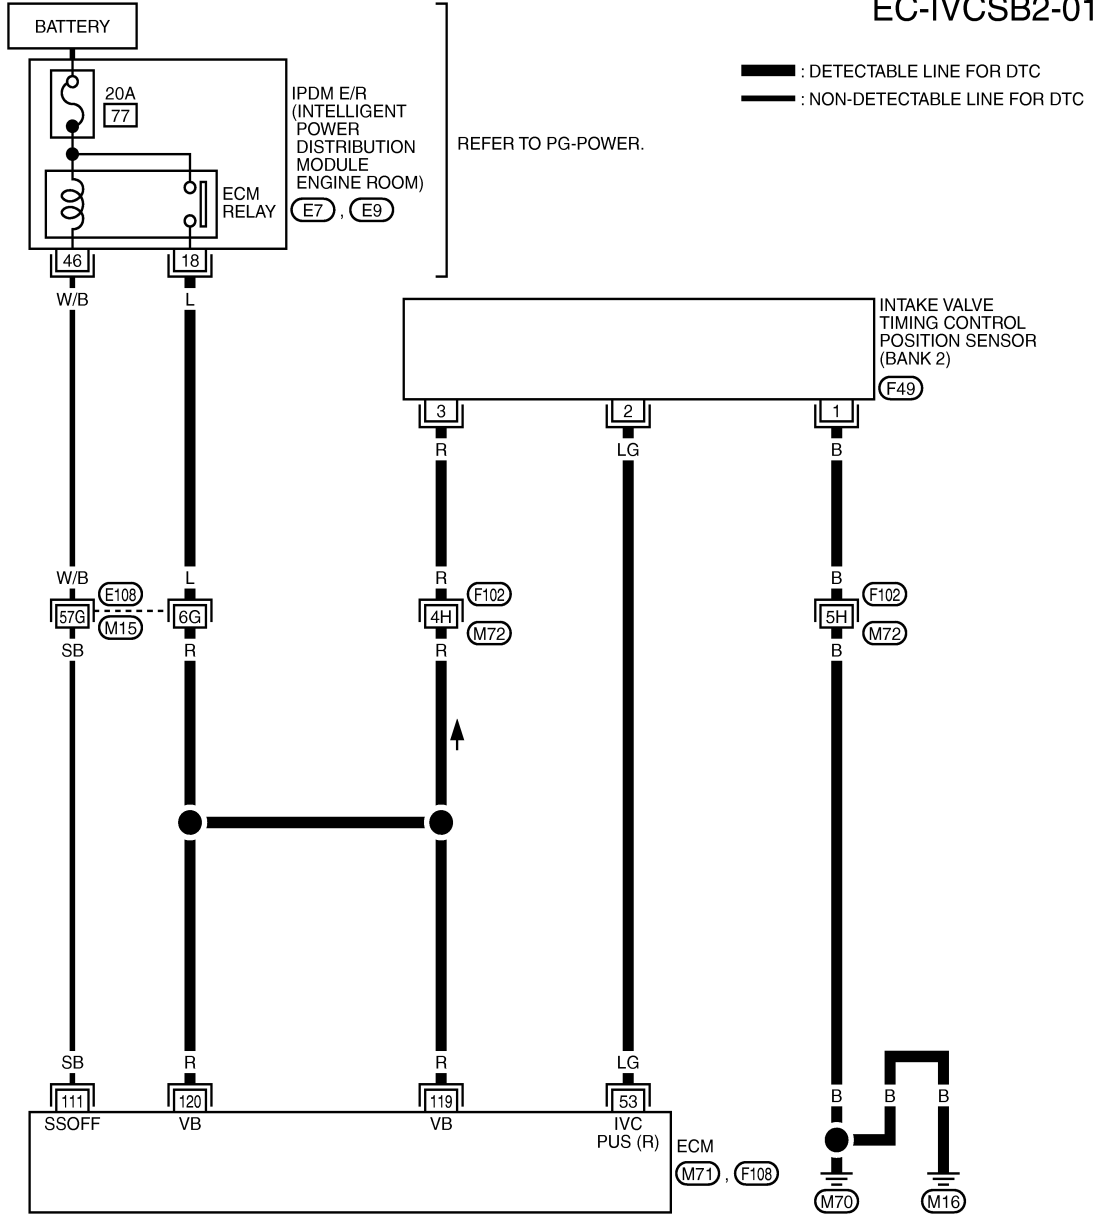 EC-IVCSB2-01
BATTERY
: DETECTABLE LINE FOR DTC
: NON-DETECTABLE LINE FOR DTC
20A
77
IPDM E/R
(INTELLIGENT
POWER
DISTRIBUTION
MODULE
ENGINE ROOM)
E7 , E9
REFER TO PG-POWER.
ECM
RELAY
46 18
W/B L
INTAKE VALVE
TIMING CONTROL
POSITION SENSOR
(BANK 2)
F49
3 2 1
R LG B
W/B L R B
E108 F102 F102
57G 6G 4H 5H
M15 M72 M72
SB R R B
SB R R LG
B B B
111 120 119 53
SSOFF VB VB IVC
PUS (R)
ECM
M71 , F108
M70 M16